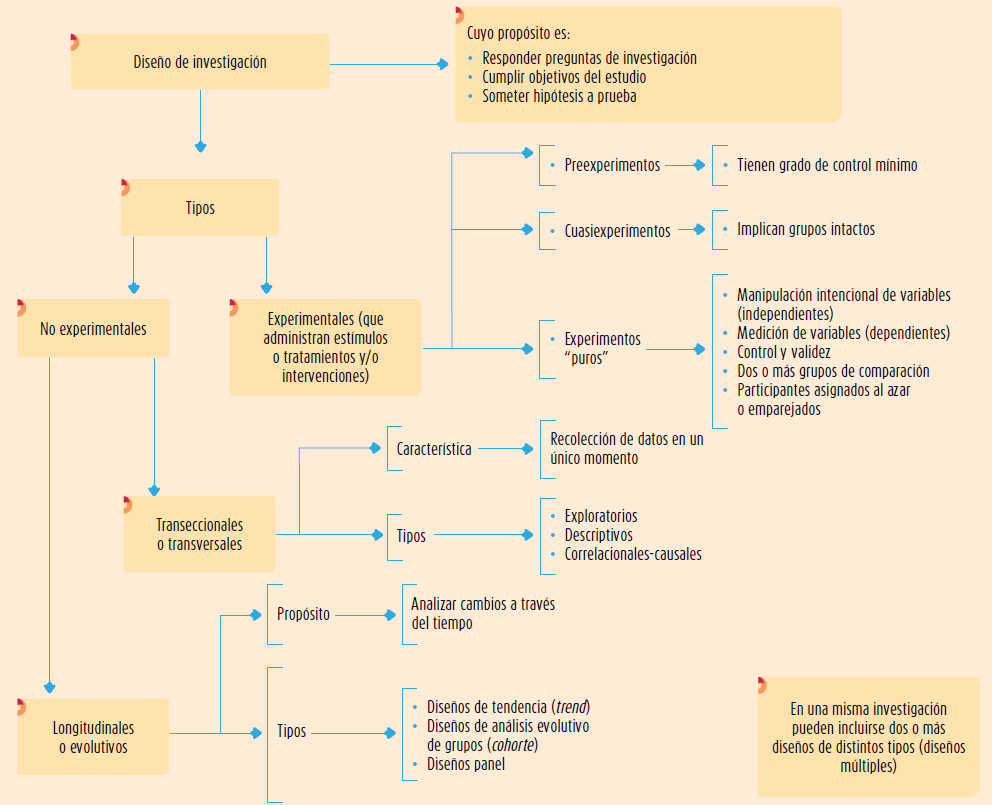 Diseño de investigación
Cuyo propósito es:
• Responder preguntas de investigación
• Cumplir objetivos del estudio
• Someter hipótesis a prueba
Tipos
• Preexperimentos
• Tienen grado de control mínimo
• Cuasiexperimentos
• Implican grupos intactos
No experimentales
Experimentales (que
administran estímulos
o tratamientos y/o
intervenciones)
• Experimentos
“puros”
• Manipulación intencional de variables
(independientes)
• Medición de variables (dependientes)
• Control y validez
• Dos o más grupos de comparación
• Participantes asignados al azar
o emparejados
Transeccionales
o transversales
Característica
Recolección de datos en un
único momento
Tipos
• Exploratorios
• Descriptivos
• Correlacionales-causales
Longitudinales
o evolutivos
Propósito
Analizar cambios a través
del tiempo
Tipos
• Diseños de tendencia (trend)
• Diseños de análisis evolutivo
de grupos (cohorte)
• Diseños panel
En una misma investigación
pueden incluirse dos o más
diseños de distintos tipos (diseños
múltiples)